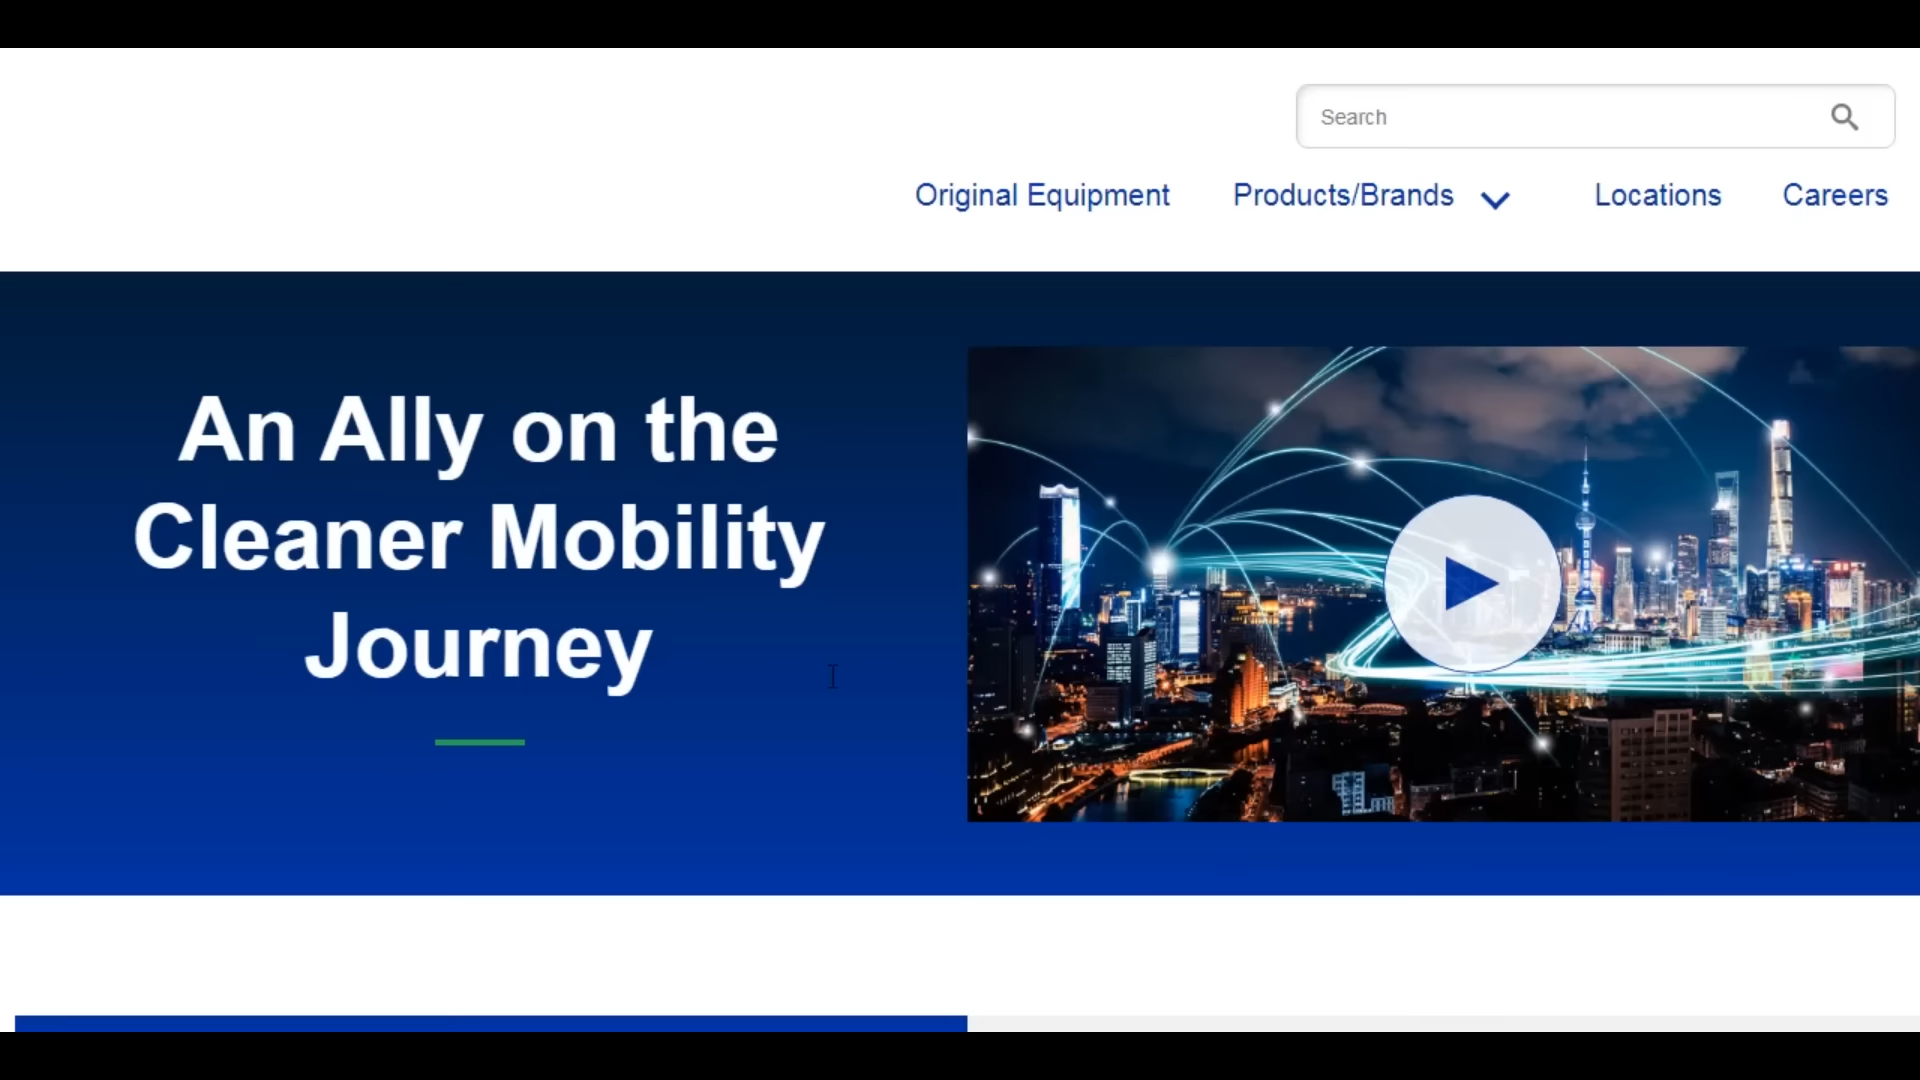 Search
Original Equipment Products/Brands Locations Careers
An Ally on the
Cleaner Mobility
Journey